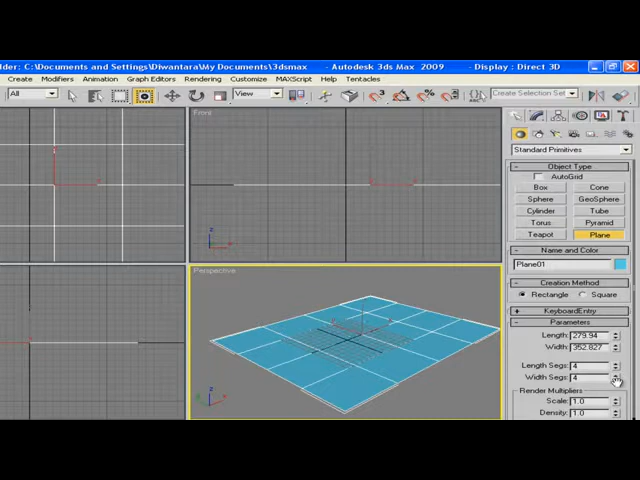 lder: C:\Documents and Settings\Diwantara\My Documents\3dsmax - Autodesk 3ds Max 2009 - Display : Direct 3D
Create Modifiers Animation Graph Editors Rendering Customize MAXScript Help Tentacles
All View Create Selection Set
Front
Perspective
Standard Primitives
Object Type
AutoGrid
Box Cone
Sphere GeoSphere
Cylinder Tube
Torus Pyramid
Teapot Plane
Name and Color
Plane01
Creation Method
Rectangle Square
KeyboardEntry
Parameters
Length: 279.94
Width: 352.827
Length Segs: 4
Width Segs: 4
Render Multipliers
Scale: 1.0
Density: 1.0